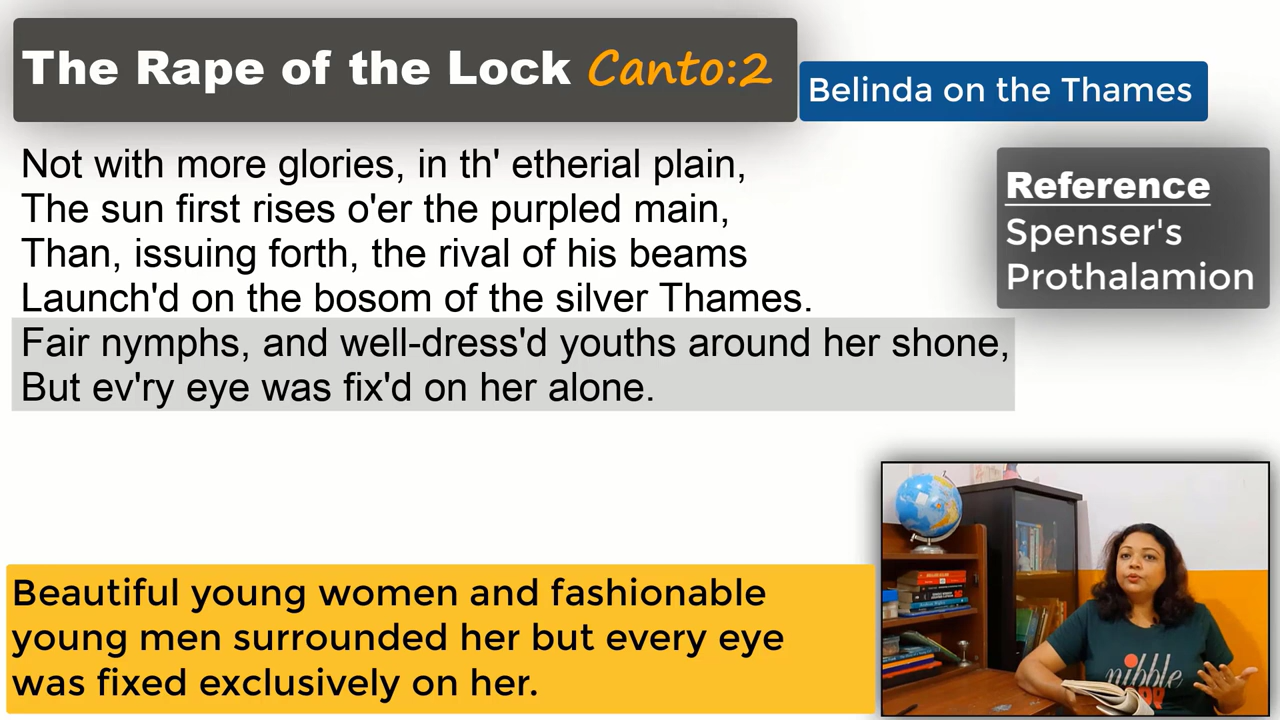 The Rape of the Lock Canto:2
Belinda on the Thames
Not with more glories, in th' etherial plain,
The sun first rises o'er the purpled main,
Than, issuing forth, the rival of his beams
Launch'd on the bosom of the silver Thames.
Fair nymphs, and well-dress'd youths around her shone,
But ev'ry eye was fix'd on her alone.
Reference
Spenser's
Prothalamion
Beautiful young women and fashionable
young men surrounded her but every eye
was fixed exclusively on her.
nibble